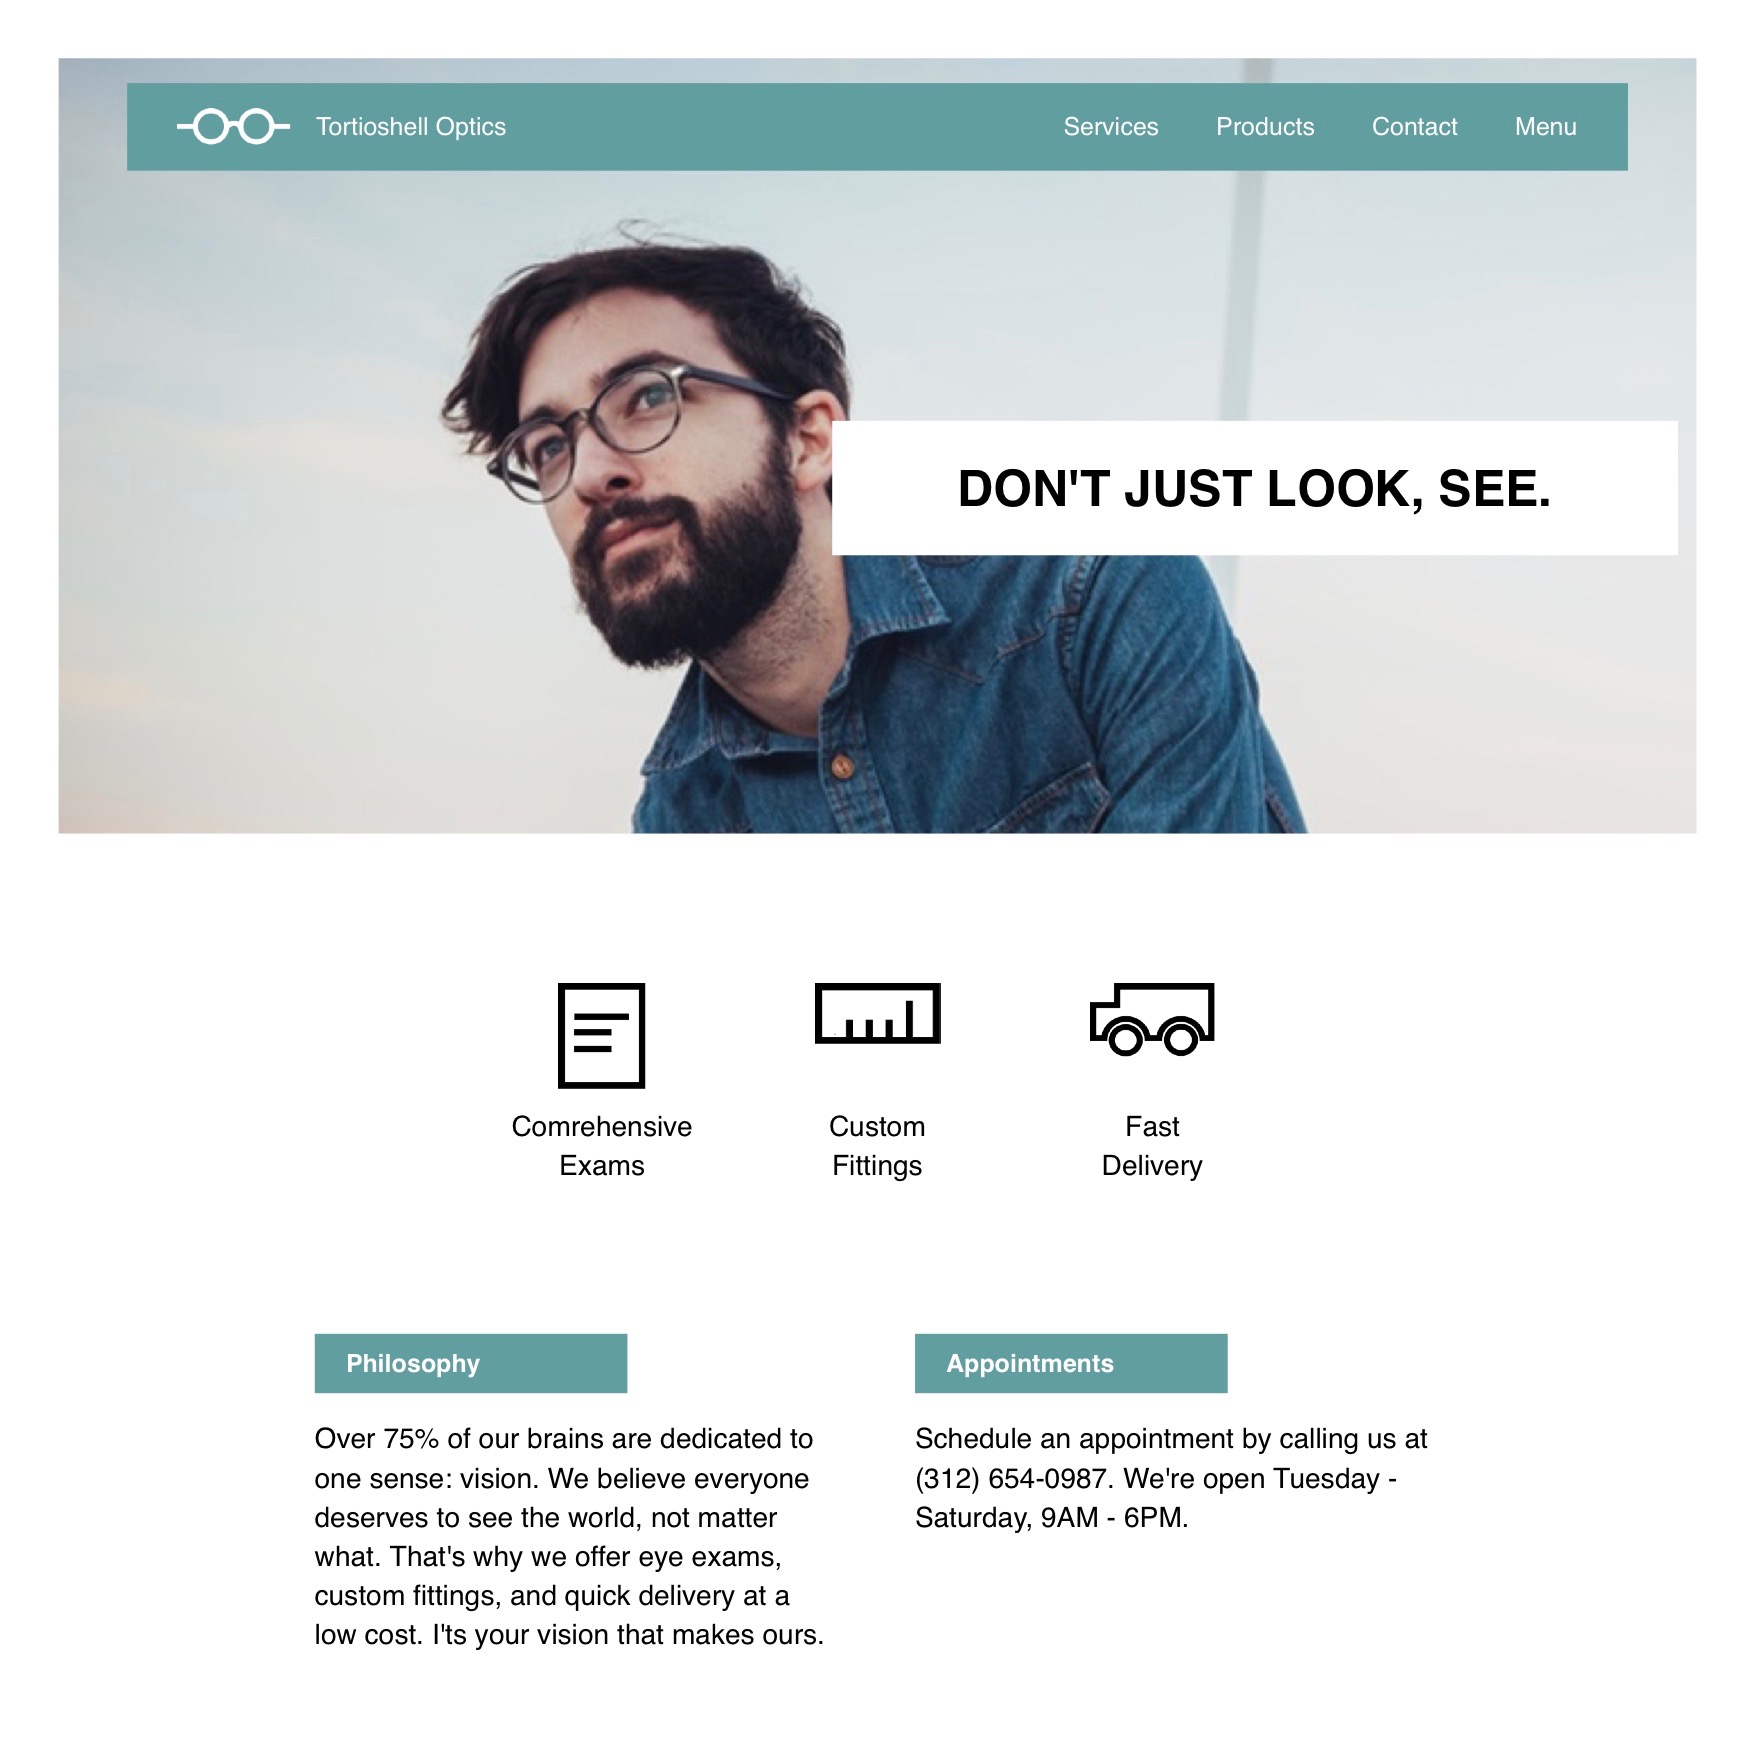 Tortioshell Optics
Services Products Contact Menu
DON'T JUST LOOK, SEE.
Comrehensive
Exams
Custom
Fittings
Fast
Delivery
Philosophy
Over 75% of our brains are dedicated to
one sense: vision. We believe everyone
deserves to see the world, not matter
what. That's why we offer eye exams,
custom fittings, and quick delivery at a
low cost. I'ts your vision that makes ours.
Appointments
Schedule an appointment by calling us at
(312) 654-0987. We're open Tuesday -
Saturday, 9AM - 6PM.